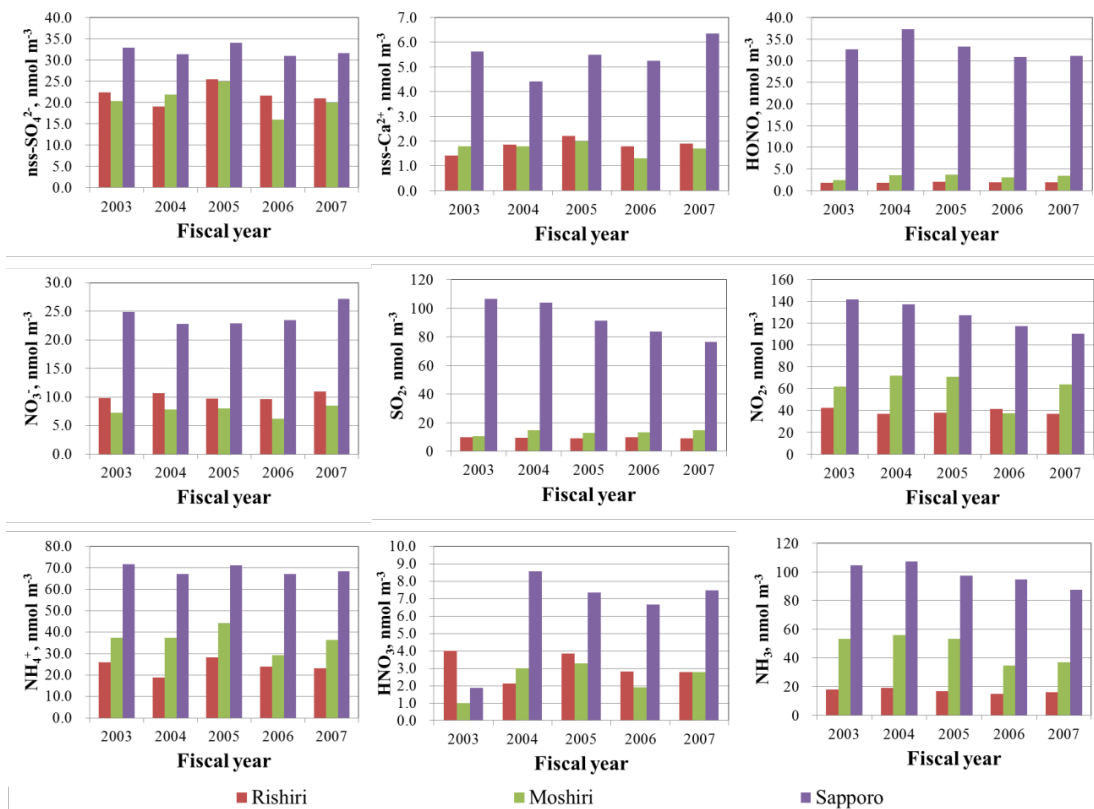 nss-SO₄²⁻, nmol m⁻³
40.0
35.0
30.0
25.0
20.0
15.0
10.0
5.0
0.0
2003 2004 2005 2006 2007
Fiscal year
nss-Ca²⁺, nmol m⁻³
7.0
6.0
5.0
4.0
3.0
2.0
1.0
0.0
2003 2004 2005 2006 2007
Fiscal year
HONO, nmol m⁻³
40.0
35.0
30.0
25.0
20.0
15.0
10.0
5.0
0.0
2003 2004 2005 2006 2007
Fiscal year
NO₃⁻, nmol m⁻³
30.0
25.0
20.0
15.0
10.0
5.0
0.0
2003 2004 2005 2006 2007
Fiscal year
SO₂, nmol m⁻³
120
100
80
60
40
20
0
2003 2004 2005 2006 2007
Fiscal year
NO₂, nmol m⁻³
160
140
120
100
80
60
40
20
0
2003 2004 2005 2006 2007
Fiscal year
NH₄⁺, nmol m⁻³
80.0
70.0
60.0
50.0
40.0
30.0
20.0
10.0
0.0
2003 2004 2005 2006 2007
Fiscal year
HNO₃, nmol m⁻³
10.0
9.0
8.0
7.0
6.0
5.0
4.0
3.0
2.0
1.0
0.0
2003 2004 2005 2006 2007
Fiscal year
NH₃, nmol m⁻³
120
100
80
60
40
20
0
2003 2004 2005 2006 2007
Fiscal year
Rishiri Moshiri Sapporo